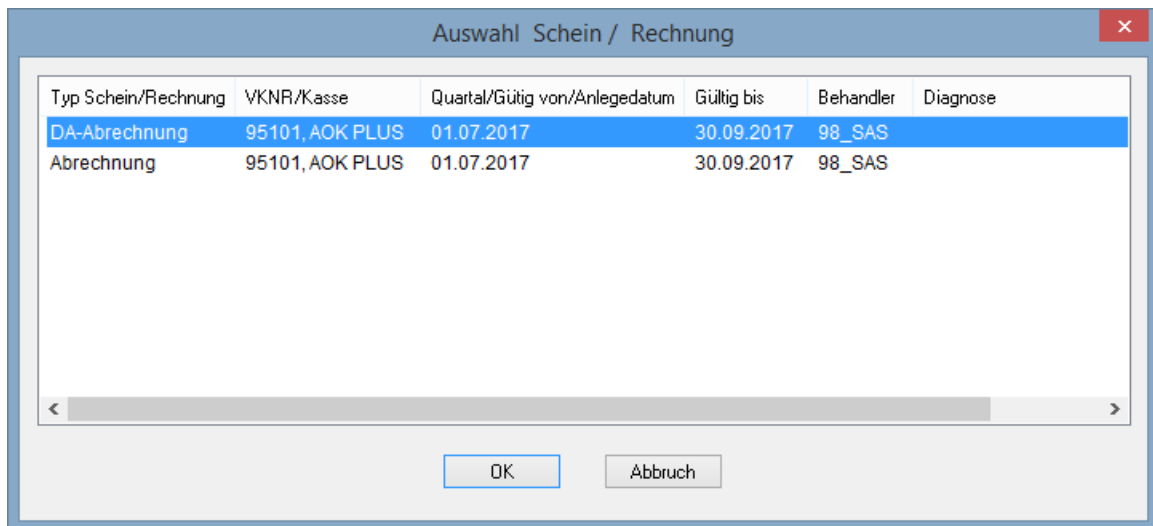 Auswahl Schein / Rechnung
Typ Schein/Rechnung VKNR/Kasse Quartal/Gütig von/Anlegedatum Gültig bis Behandler Diagnose
DA-Abrechnung 95101, AOK PLUS 01.07.2017 30.09.2017 98_SAS
Abrechnung 95101, AOK PLUS 01.07.2017 30.09.2017 98_SAS
OK Abbruch